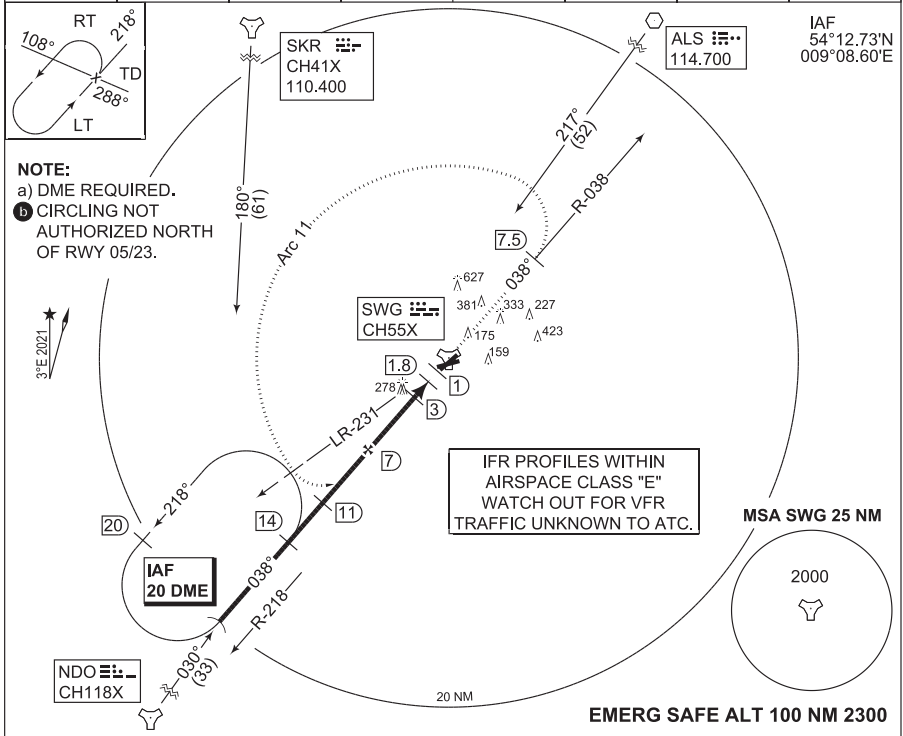 RT
218°
108°
TD
288°
LT
SKR
CH41X
110.400
ALS
114.700
IAF
54°12.73'N
009°08.60'E
NOTE:
a) DME REQUIRED.
b CIRCLING NOT
AUTHORIZED NORTH
OF RWY 05/23.
180°
(61)
217°
(52)
R-038
Arc 11
7.5
038°
3°E 2021
SWG
CH55X
627
381
333
227
175
423
159
1.8
1
278
3
LR-231
7
IFR PROFILES WITHIN
AIRSPACE CLASS "E"
WATCH OUT FOR VFR
TRAFFIC UNKNOWN TO ATC.
218°
11
20
14
IAF
20 DME
038°
R-218
MSA SWG 25 NM
2000
NDO
CH118X
030°
(33)
20 NM
EMERG SAFE ALT 100 NM 2300